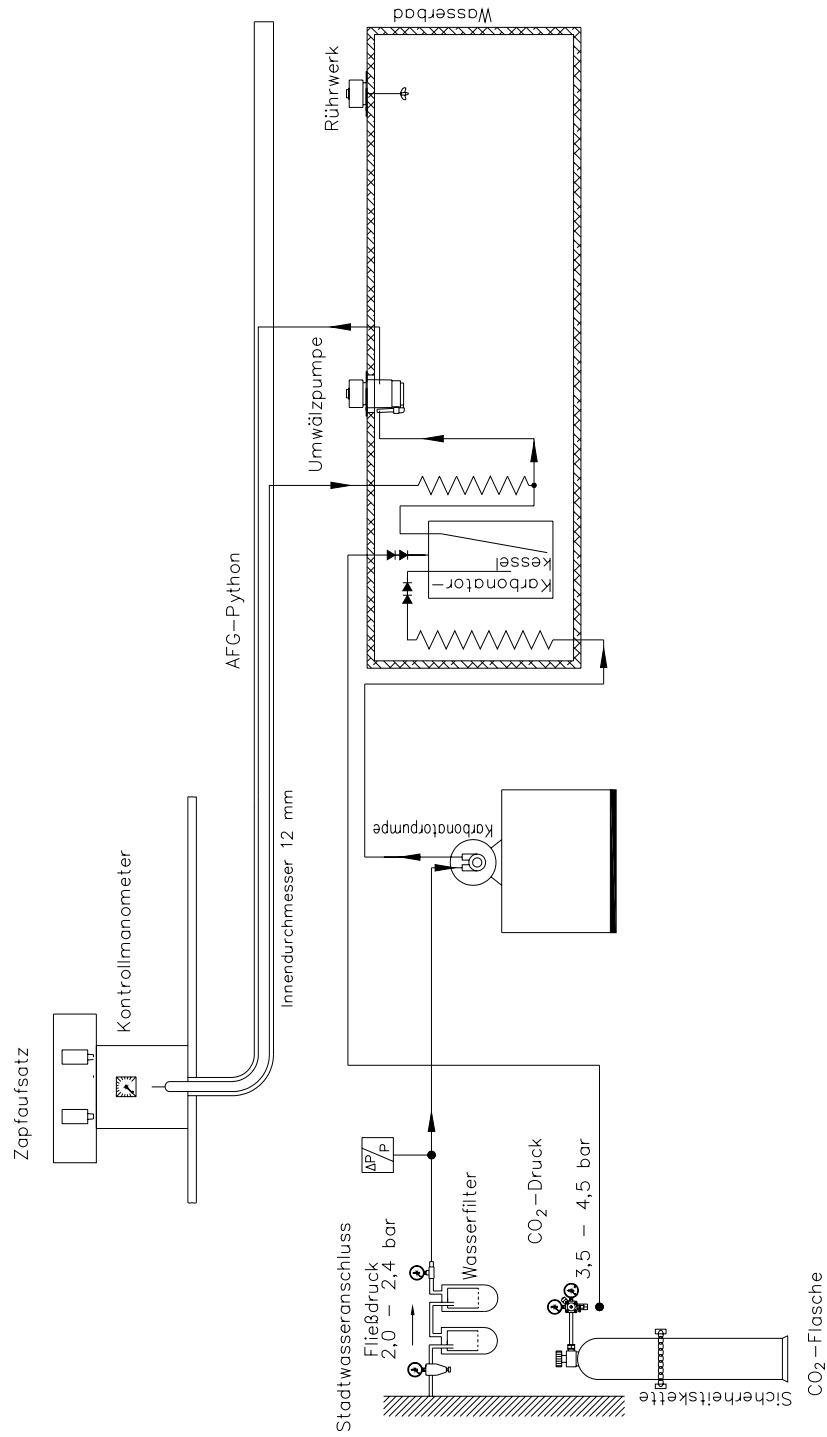 Zapfaufsatz
Kontrollmanometer
AFG-Python
Innendurchmesser 12 mm
Umwälzpumpe
Rührwerk
Wasserbad
Karbonator-
kessel
Karbonatorpumpe
ΔP/P
Stadtwasseranschluss
Fließdruck
2,0 - 2,4 bar
Wasserfilter
CO2-Druck
3,5 - 4,5 bar
Sicherheitskette
CO2-Flasche